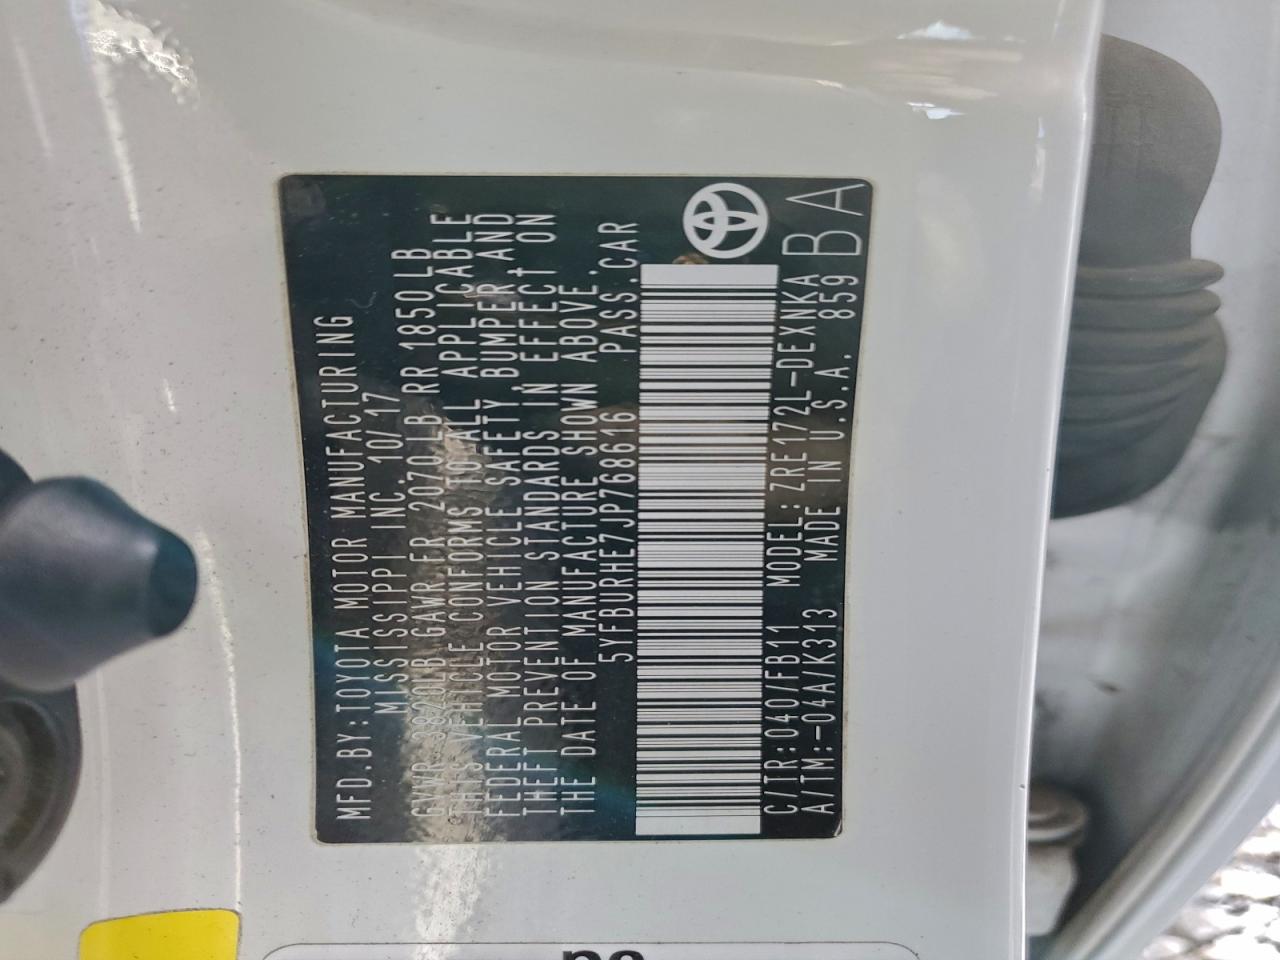 MFD.BY:TOYOTA MOTOR MANUFACTURING
MISSISSIPPI INC. 10/17
GVWR 3820LB GAWR FR 2070LB RR 1850LB
THIS VEHICLE CONFORMS TO ALL APPLICABLE
FEDERAL MOTOR VEHICLE SAFETY,BUMPER,AND
THEFT PREVENTION STANDARDS IN EFFECT ON
THE DATE OF MANUFACTURE SHOWN ABOVE.
5YFBURHE7JP768616 PASS.CAR
C/TR:040/FB11 MODEL:ZRE172L-DEXNKA BA
A/TM:-04A/K313 MADE IN U.S.A. 859